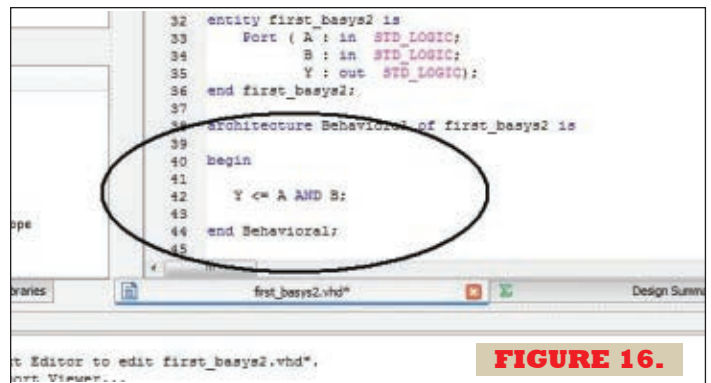 32 entity first_basys2 is
33 Port ( A : in STD_LOGIC;
34 B : in STD_LOGIC;
35 Y : out STD_LOGIC);
36 end first_basys2;
37
38 architecture Behavioral of first_basys2 is
39
40 begin
41
42 Y <= A AND B;
43
44 end Behavioral;
45
ope
braries
first_basys2.vhd*
Design Summa
t Editor to edit first_basys2.vhd*.
port Viewer...
FIGURE 16.